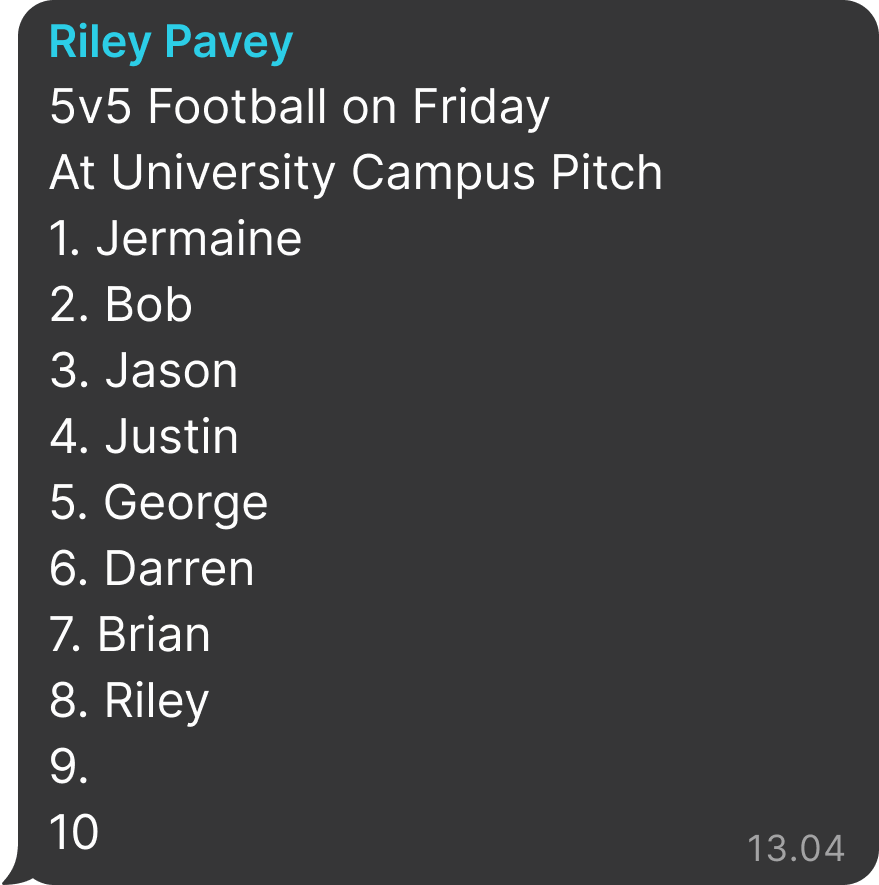 Riley Pavey
5v5 Football on Friday
At University Campus Pitch
1. Jermaine
2. Bob
3. Jason
4. Justin
5. George
6. Darren
7. Brian
8. Riley
9.
10
13.04